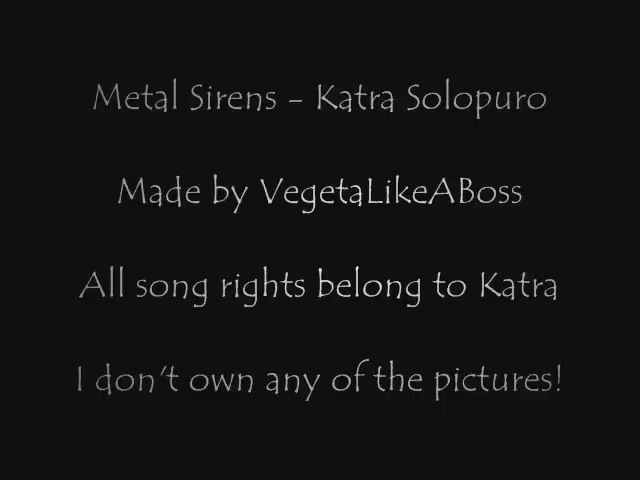 Metal Sirens - Katra Solopuro
Made by VegetaLikeABoss
All song rights belong to Katra
I don't own any of the pictures!